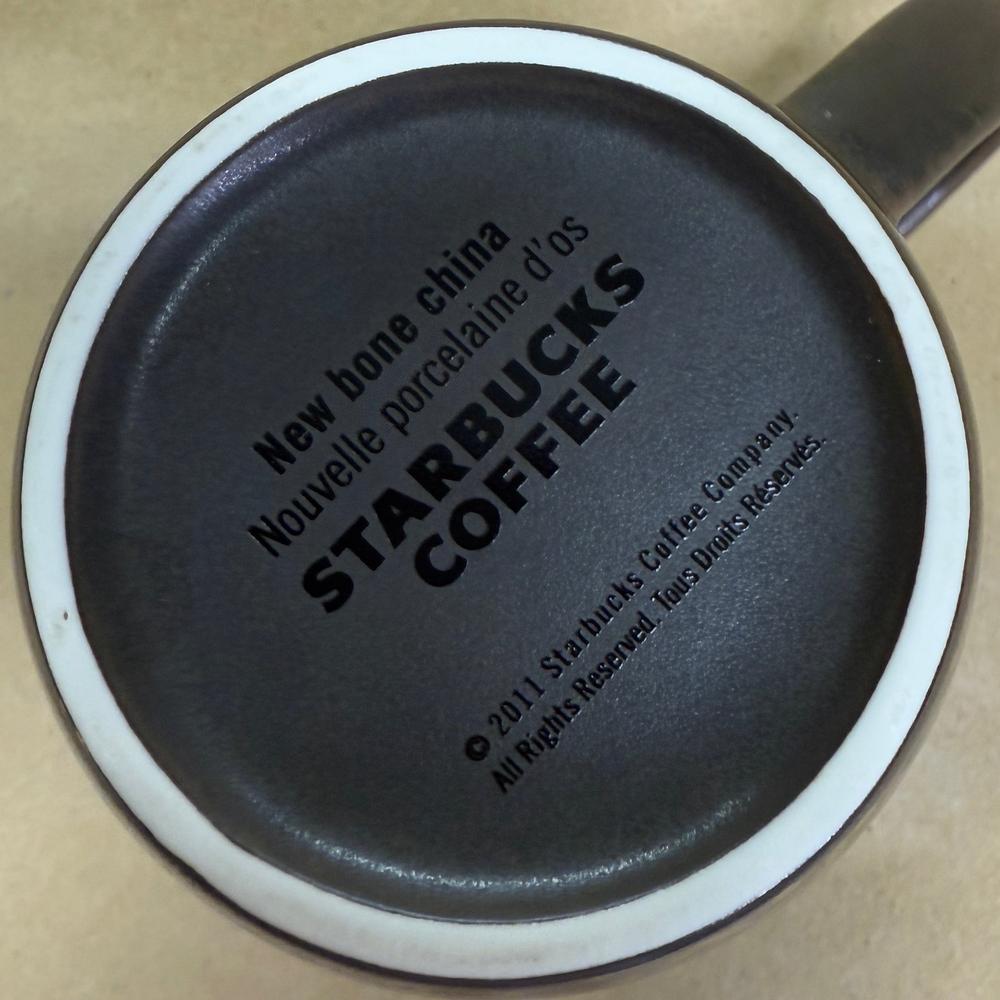 New bone china
Nouvelle porcelaine d'os
STARBUCKS
COFFEE
© 2011 Starbucks Coffee Company.
All Rights Reserved. Tous Droits Réservés.